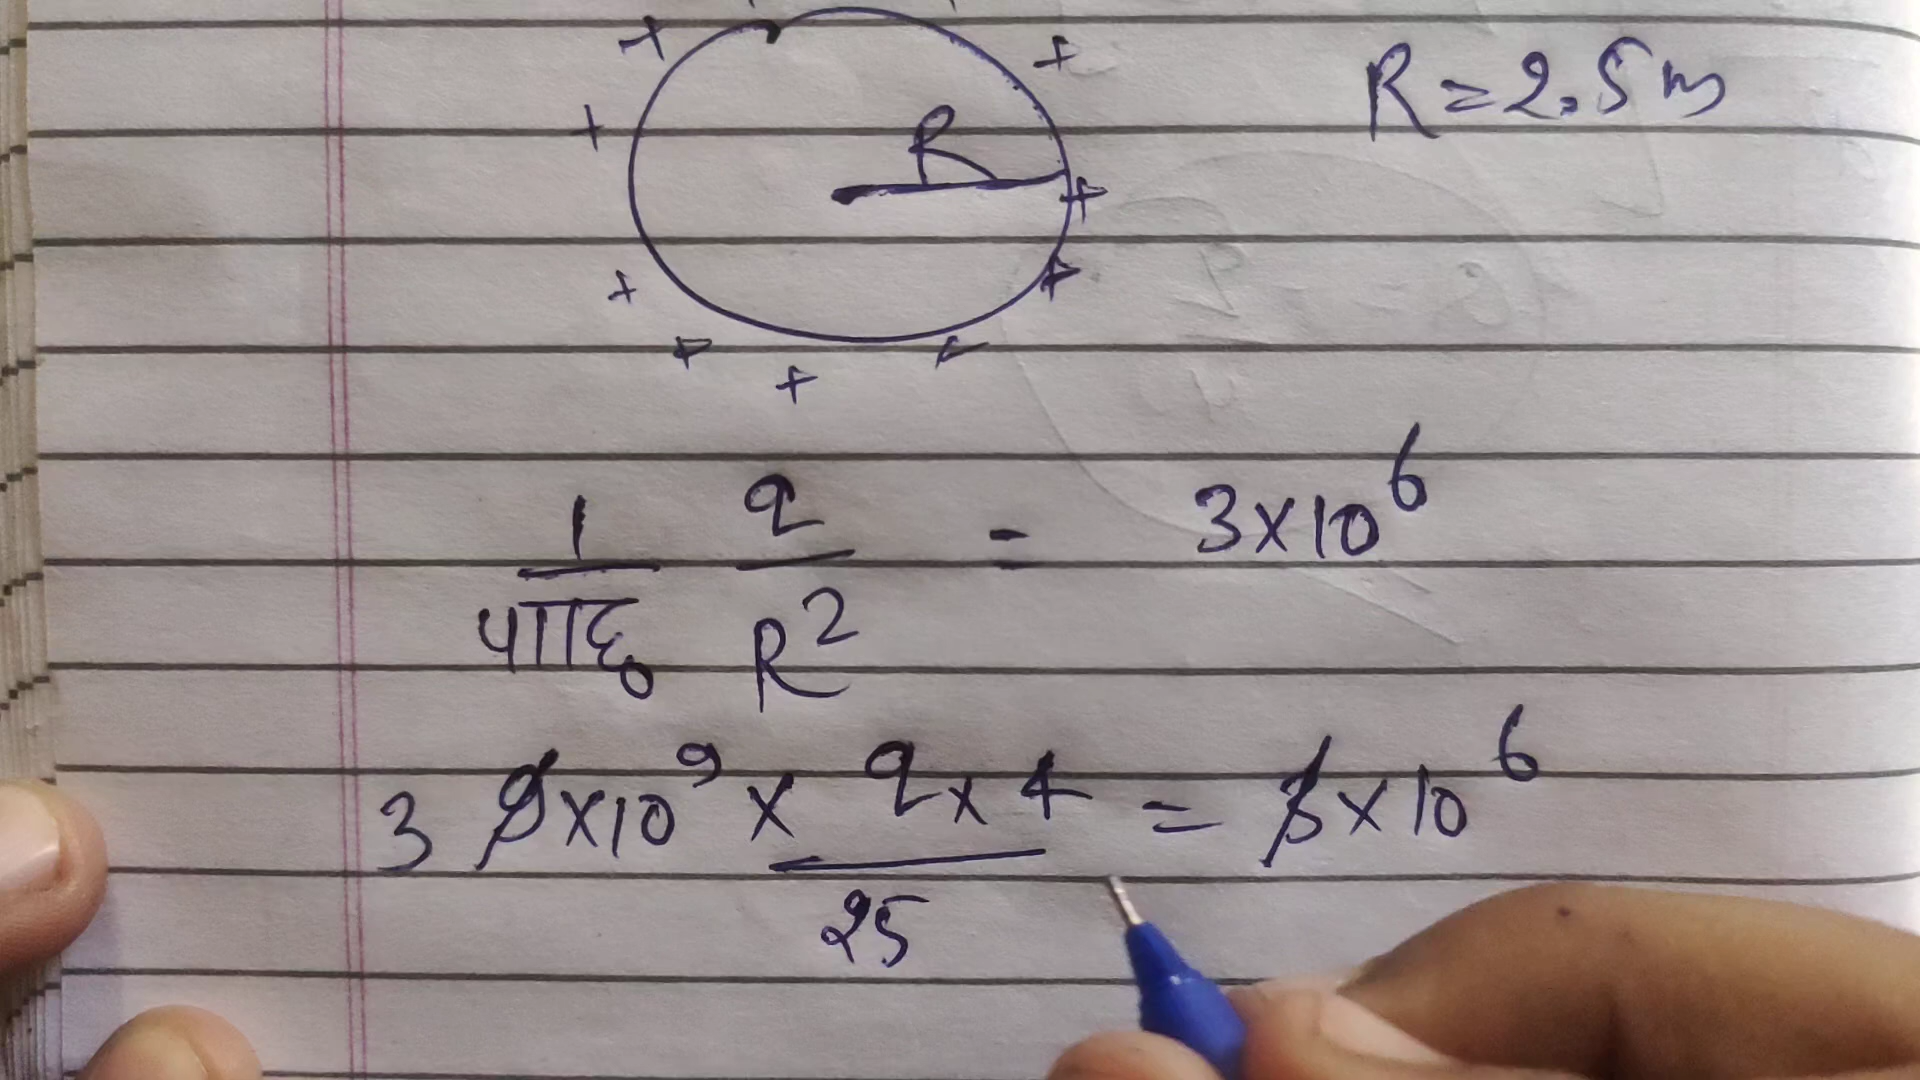 R = 2.5 m
R
1/4πε₀ q/R² = 3×10⁶
3 9×10⁹ × q×4/25 = 3×10⁶